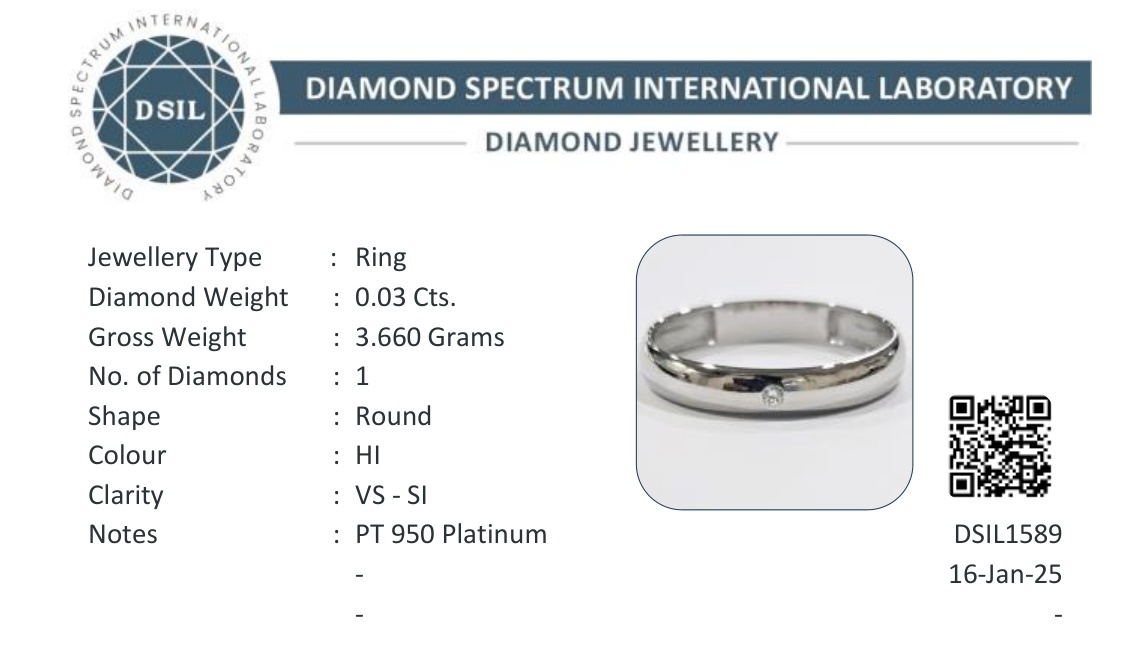 DIAMOND SPECTRUM INTERNATIONAL LABORATORY
DSIL
DIAMOND SPECTRUM INTERNATIONAL LABORATORY
DIAMOND JEWELLERY
Jewellery Type : Ring
Diamond Weight : 0.03 Cts.
Gross Weight : 3.660 Grams
No. of Diamonds : 1
Shape : Round
Colour : HI
Clarity : VS - SI
Notes : PT 950 Platinum
-
-
DSIL1589
16-Jan-25
-